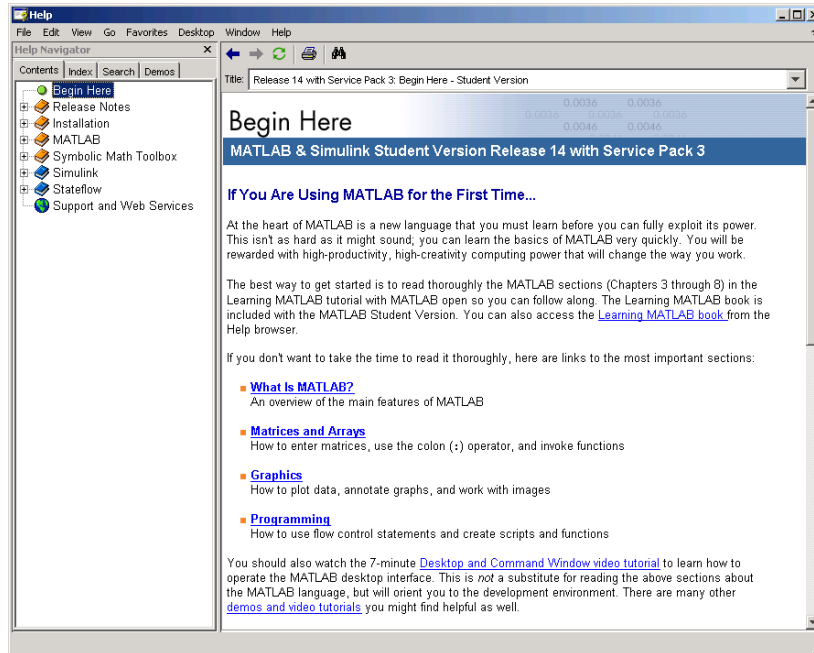 Help
File Edit View Go Favorites Desktop Window Help
Help Navigator
Contents Index Search Demos
Begin Here
Release Notes
Installation
MATLAB
Symbolic Math Toolbox
Simulink
Stateflow
Support and Web Services
Title: Release 14 with Service Pack 3: Begin Here - Student Version
0.0036 0.0036
0.0036 0.0036 0.0036
0.0046 0.0046
Begin Here
MATLAB & Simulink Student Version Release 14 with Service Pack 3
If You Are Using MATLAB for the First Time...
At the heart of MATLAB is a new language that you must learn before you can fully exploit its power.
This isn't as hard as it might sound; you can learn the basics of MATLAB very quickly. You will be
rewarded with high-productivity, high-creativity computing power that will change the way you work.
The best way to get started is to read thoroughly the MATLAB sections (Chapters 3 through 8) in the
Learning MATLAB tutorial with MATLAB open so you can follow along. The Learning MATLAB book is
included with the MATLAB Student Version. You can also access the Learning MATLAB book from the
Help browser.
If you don't want to take the time to read it thoroughly, here are links to the most important sections:
What Is MATLAB?
An overview of the main features of MATLAB
Matrices and Arrays
How to enter matrices, use the colon (:) operator, and invoke functions
Graphics
How to plot data, annotate graphs, and work with images
Programming
How to use flow control statements and create scripts and functions
You should also watch the 7-minute Desktop and Command Window video tutorial to learn how to
operate the MATLAB desktop interface. This is not a substitute for reading the above sections about
the MATLAB language, but will orient you to the development environment. There are many other
demos and video tutorials you might find helpful as well.